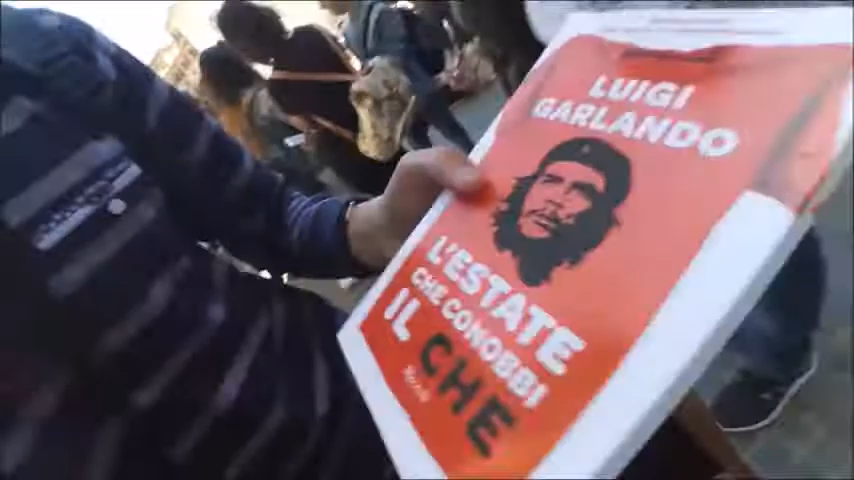 LUIGI
GARLANDO
L'ESTATE
CHE CONOBBI
IL CHE